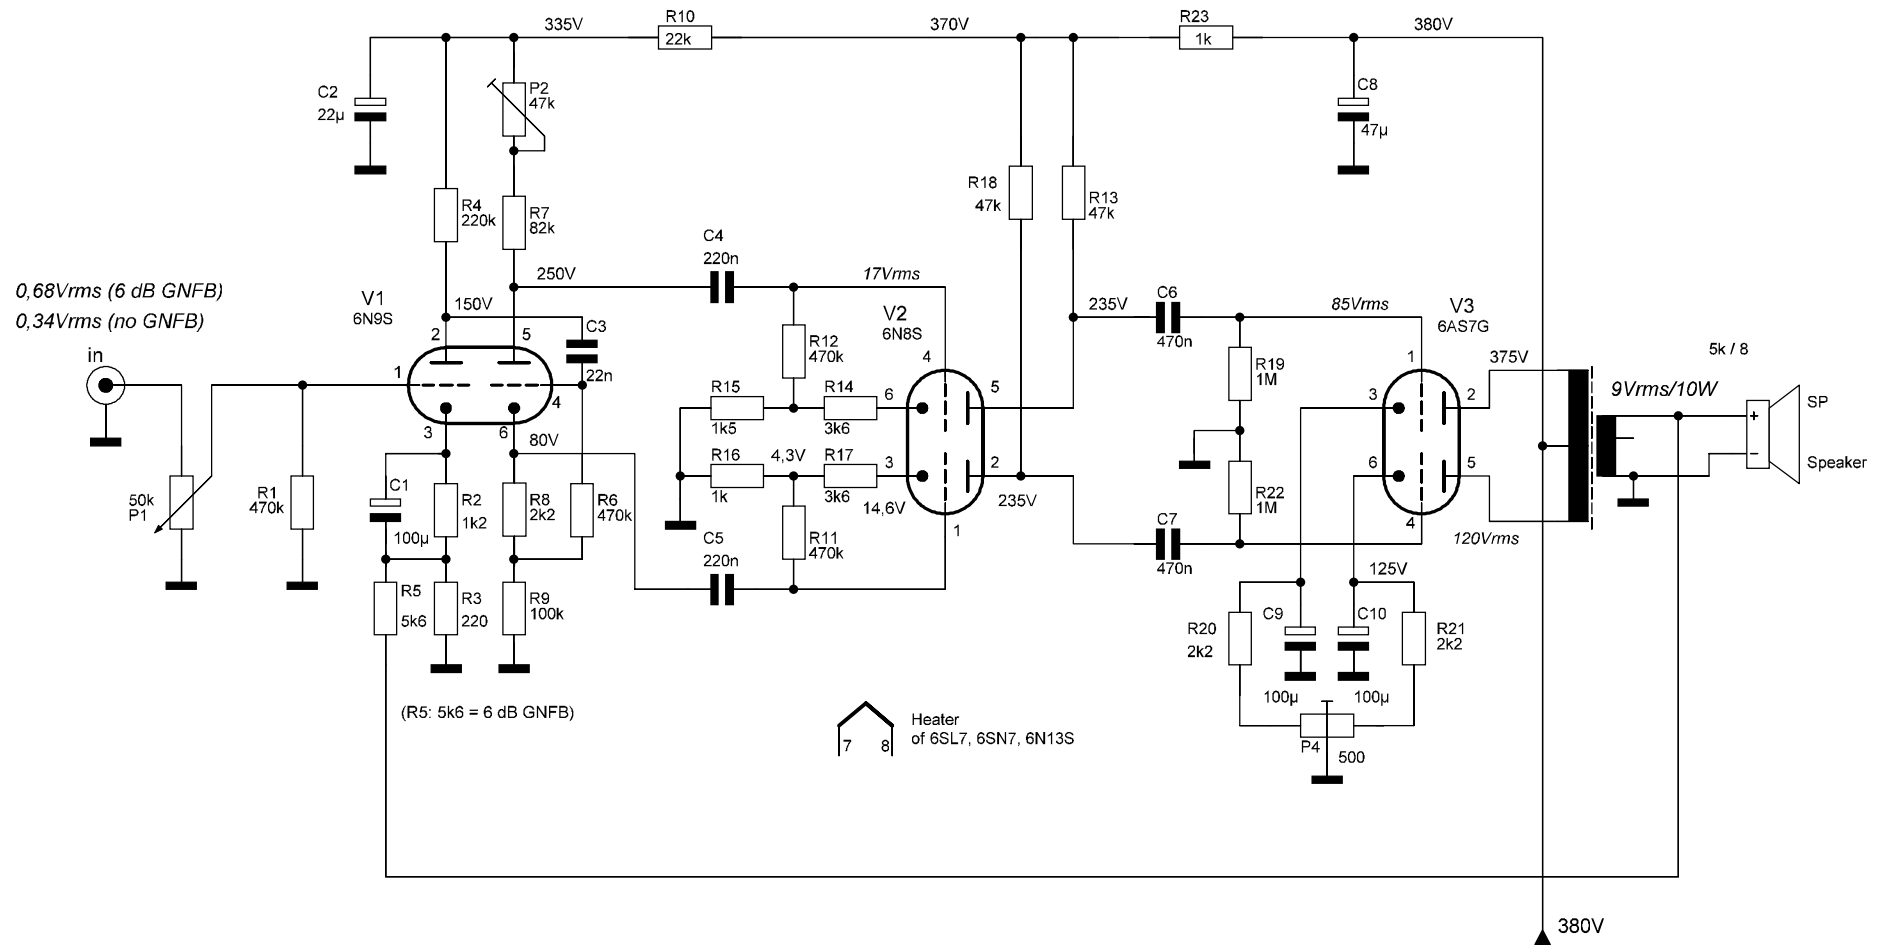 335V
R10
22k
370V
R23
1k
380V
C2
22µ
P2
47k
C8
47µ
R4
220k
R7
82k
R18
47k
R13
47k
C4
220n
250V
17Vrms
0,68Vrms (6 dB GNFB)
0,34Vrms (no GNFB)
V1
6N9S
150V
C3
22n
V2
6N8S
235V
C6
470n
85Vrms
V3
6AS7G
in
2
5
1
4
3
6
R12
470k
4
5
R19
1M
1
375V
5k / 8
9Vrms/10W
R15
1k5
R14
3k6
6
3
2
SP
+
80V
R16
1k
4,3V
R17
3k6
3
2
14,6V
235V
6
5
−
Speaker
50k
P1
R1
470k
C1
100µ
R2
1k2
R8
2k2
R6
470k
R11
470k
1
R22
1M
4
120Vrms
C5
220n
C7
470n
125V
R5
5k6
R3
220
R9
100k
R20
2k2
C9
100µ
C10
100µ
R21
2k2
(R5: 5k6 = 6 dB GNFB)
7
8
Heater
of 6SL7, 6SN7, 6N13S
P4
500
380V